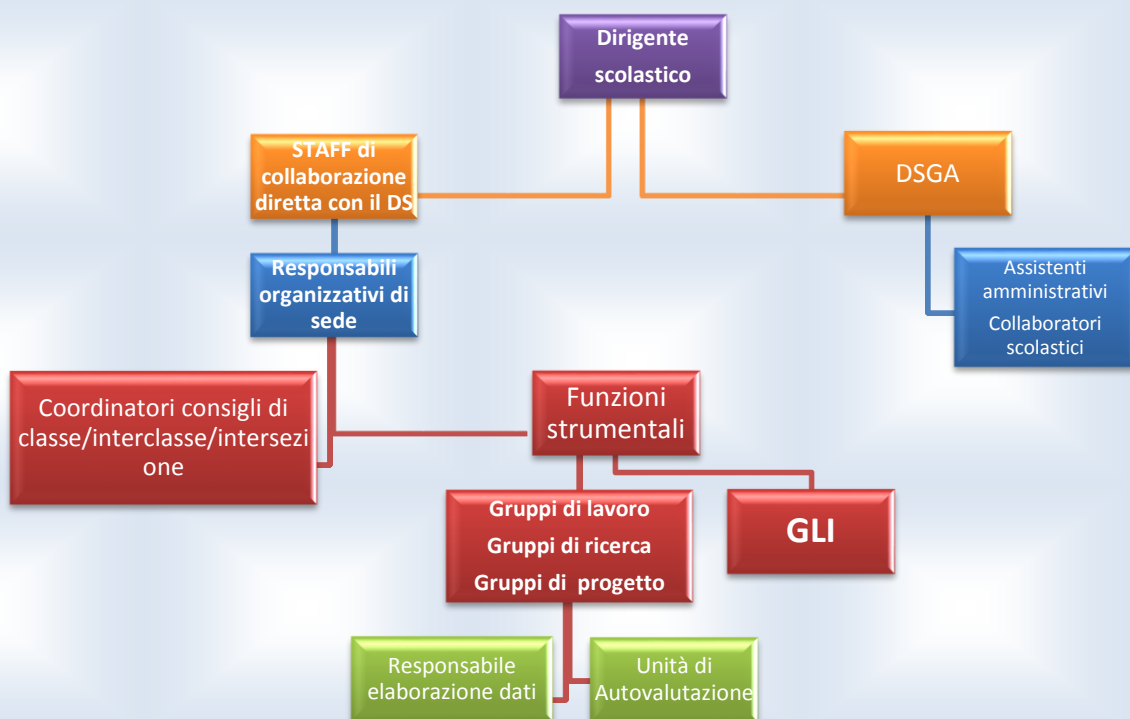 Dirigente
scolastico
STAFF di
collaborazione
diretta con il DS
DSGA
Responsabili
organizzativi di
sede
Assistenti
amministrativi
Collaboratori
scolastici
Coordinatori consigli di
classe/interclasse/intersezi
one
Funzioni
strumentali
Gruppi di lavoro
Gruppi di ricerca
Gruppi di  progetto
GLI
Responsabile
elaborazione dati
Unità di
Autovalutazione